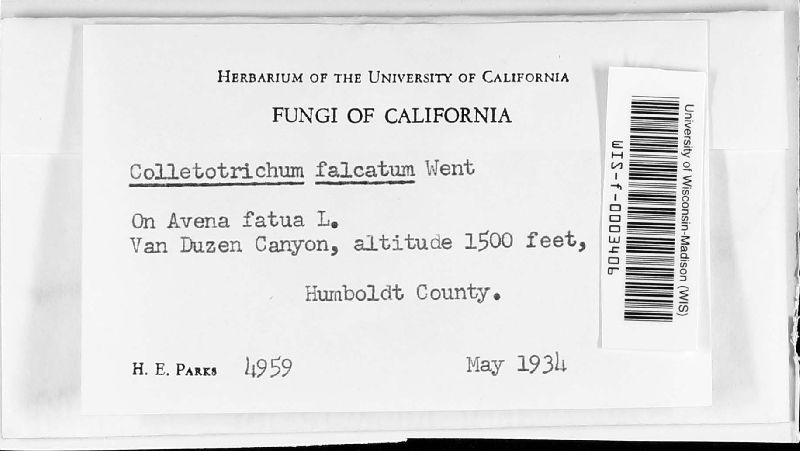 HERBARIUM OF THE UNIVERSITY OF CALIFORNIA
FUNGI OF CALIFORNIA
Colletotrichum falcatum Went
On Avena fatua L.
Van Duzen Canyon, altitude 1500 feet,
Humboldt County.
H. E. PARKS 4959 May 1934
University of Wisconsin-Madison (WIS)
WIS-f-0003406